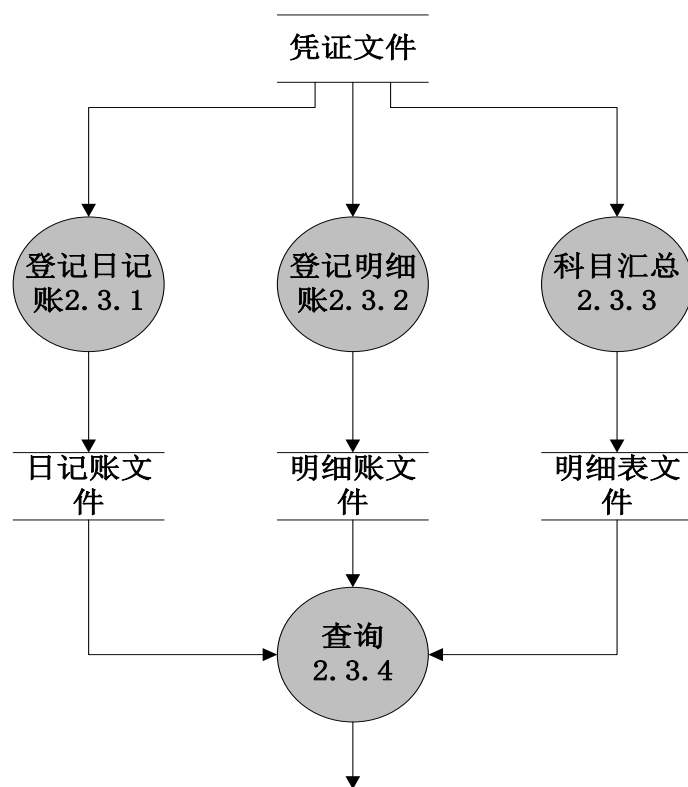 凭证文件
登记日记
账2.3.1
登记明细
账2.3.2
科目汇总
2.3.3
日记账文
件
明细账文
件
明细表文
件
查询
2.3.4